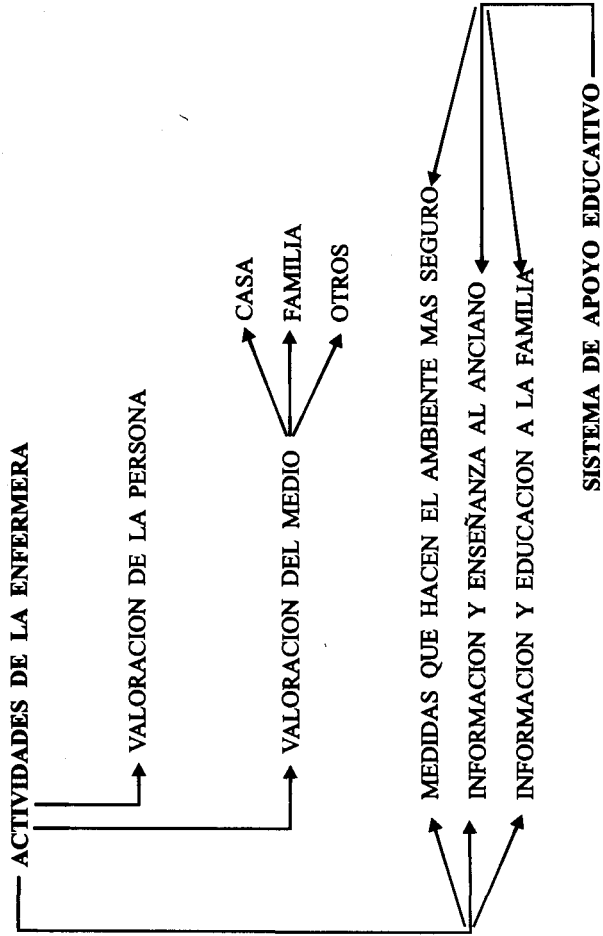 ACTIVIDADES DE LA ENFERMERA
VALORACION DE LA PERSONA
VALORACION DEL MEDIO
CASA
FAMILIA
OTROS
MEDIDAS QUE HACEN EL AMBIENTE MAS SEGURO
INFORMACION Y ENSEÑANZA AL ANCIANO
INFORMACION Y EDUCACION A LA FAMILIA
SISTEMA DE APOYO EDUCATIVO